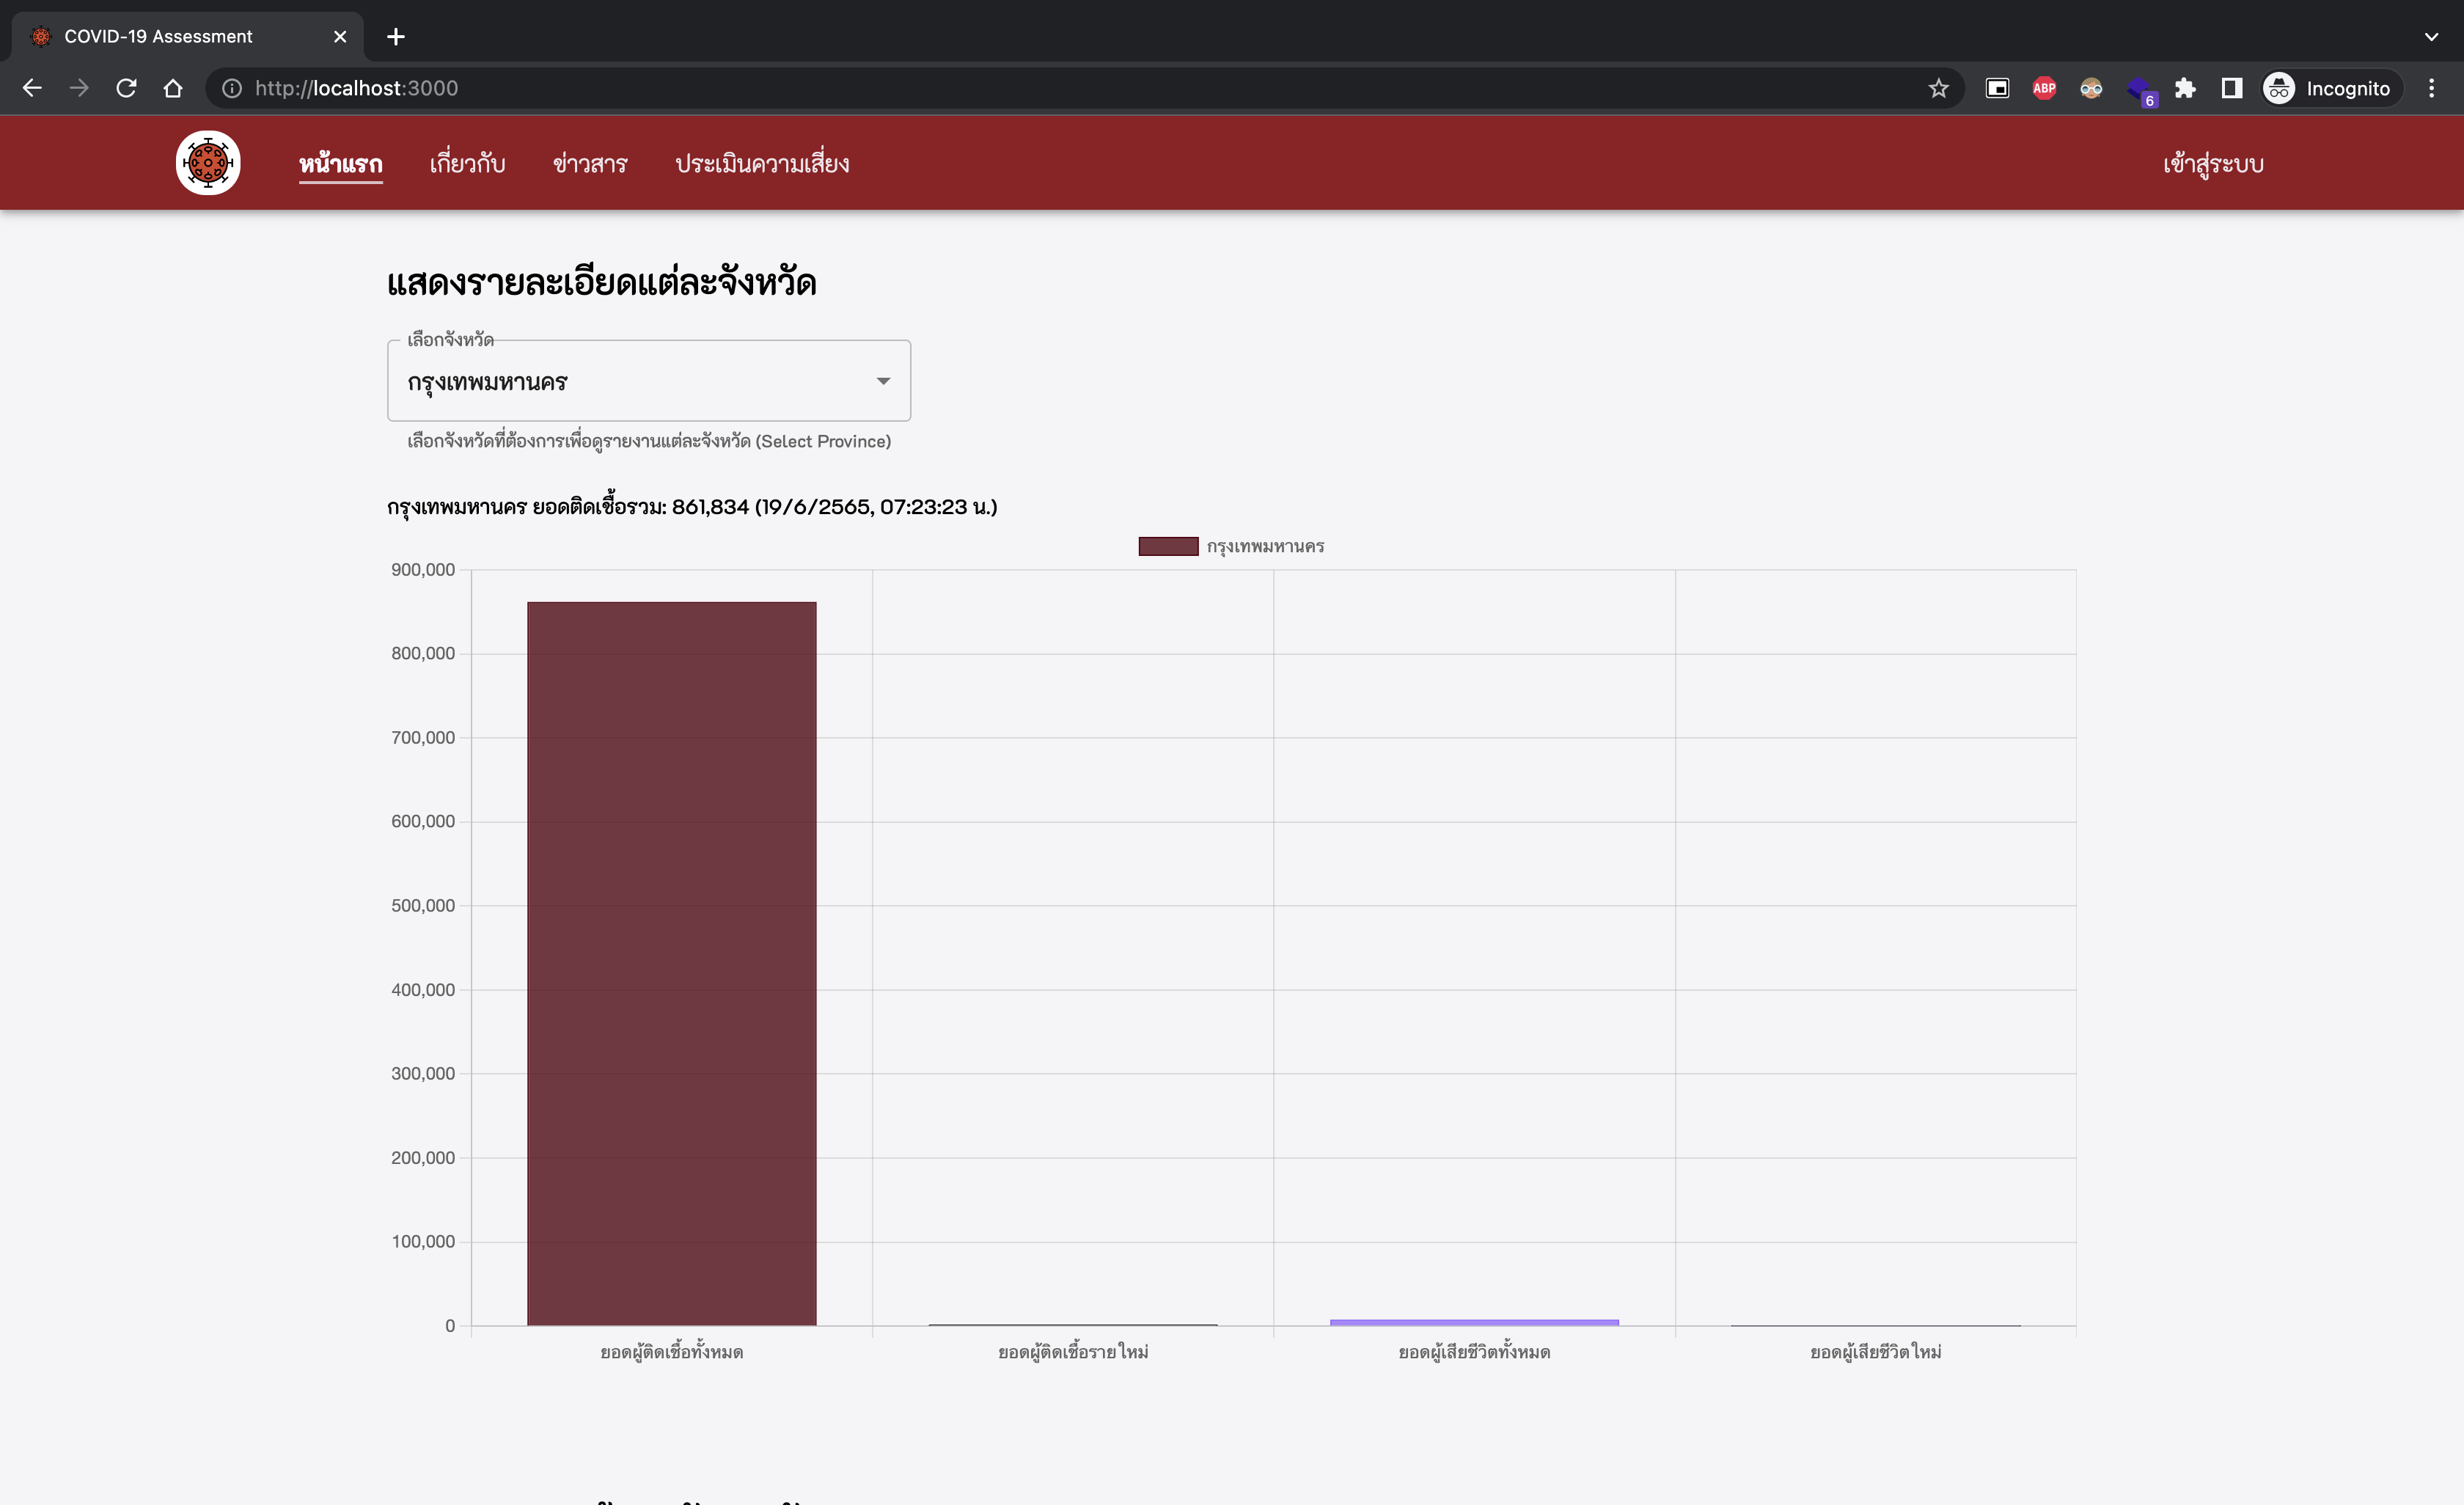 COVID-19 Assessment
http://localhost:3000
ABP
6
Incognito
หน้าแรก เกี่ยวกับ ข่าวสาร ประเมินความเสี่ยง เข้าสู่ระบบ
แสดงรายละเอียดแต่ละจังหวัด
เลือกจังหวัด
กรุงเทพมหานคร
เลือกจังหวัดที่ต้องการเพื่อดูรายงานแต่ละจังหวัด (Select Province)
กรุงเทพมหานคร ยอดติดเชื้อรวม: 861,834 (19/6/2565, 07:23:23 น.)
กรุงเทพมหานคร
900,000
800,000
700,000
600,000
500,000
400,000
300,000
200,000
100,000
0
ยอดผู้ติดเชื้อทั้งหมด ยอดผู้ติดเชื้อรายใหม่ ยอดผู้เสียชีวิตทั้งหมด ยอดผู้เสียชีวิตใหม่